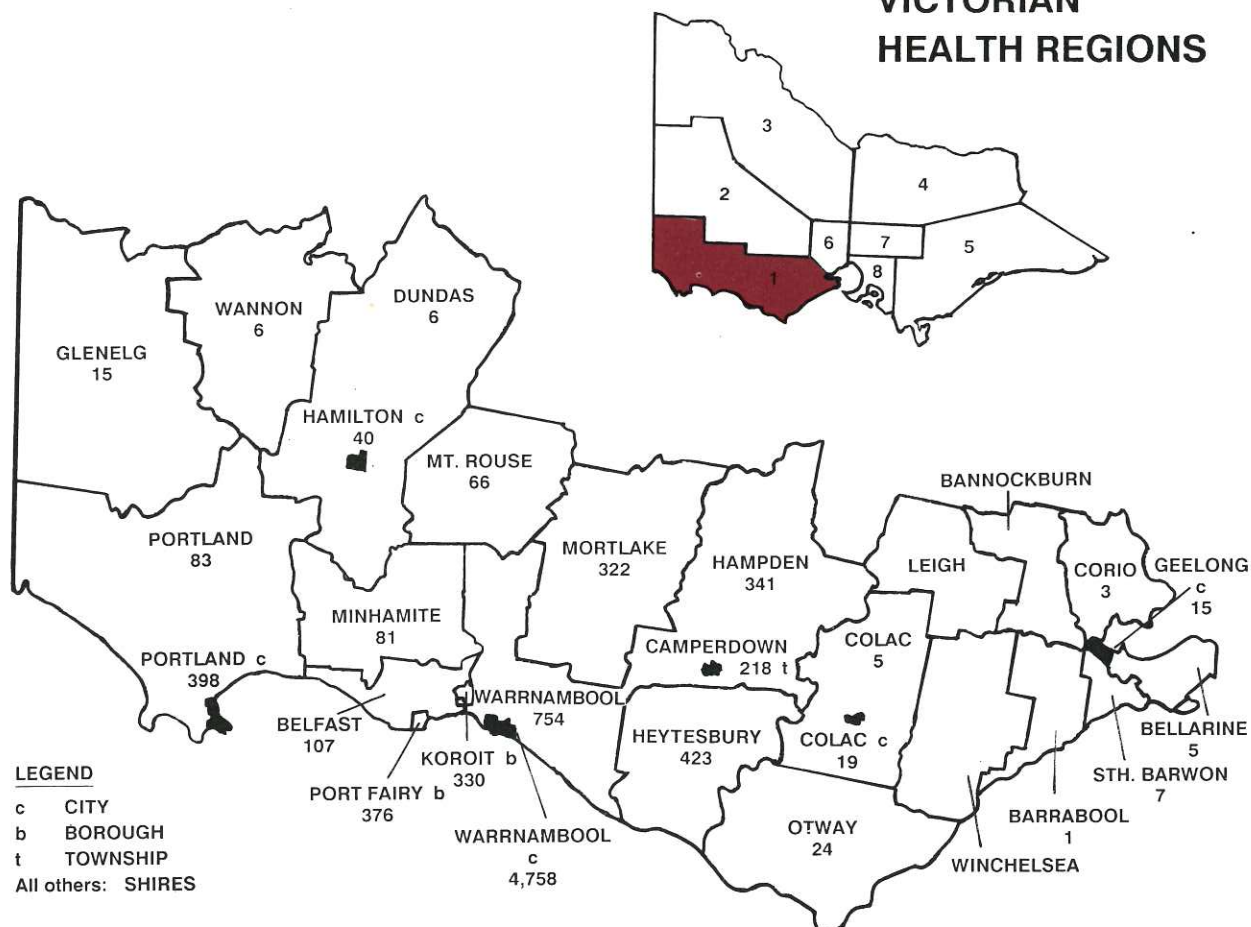 VICTORIAN
HEALTH REGIONS
3
4
2
6
7
5
8
1
DUNDAS
6
WANNON
6
GLENELG
15
HAMILTON c
40
MT. ROUSE
66
BANNOCKBURN
PORTLAND
83
MORTLAKE
322
HAMPDEN
341
LEIGH
CORIO
3
GEELONG
c
15
MINHAMITE
81
CAMPERDOWN
218 t
COLAC
5
PORTLAND c
398
WARRNAMBOOL
754
BELFAST
107
KOROIT b
330
HEYTESBURY
423
COLAC c
19
BELLARINE
5
STH. BARWON
7
PORT FAIRY b
376
BARRABOOL
1
WARRNAMBOOL
c
4,758
OTWAY
24
WINCHELSEA
LEGEND
c CITY
b BOROUGH
t TOWNSHIP
All others: SHIRES